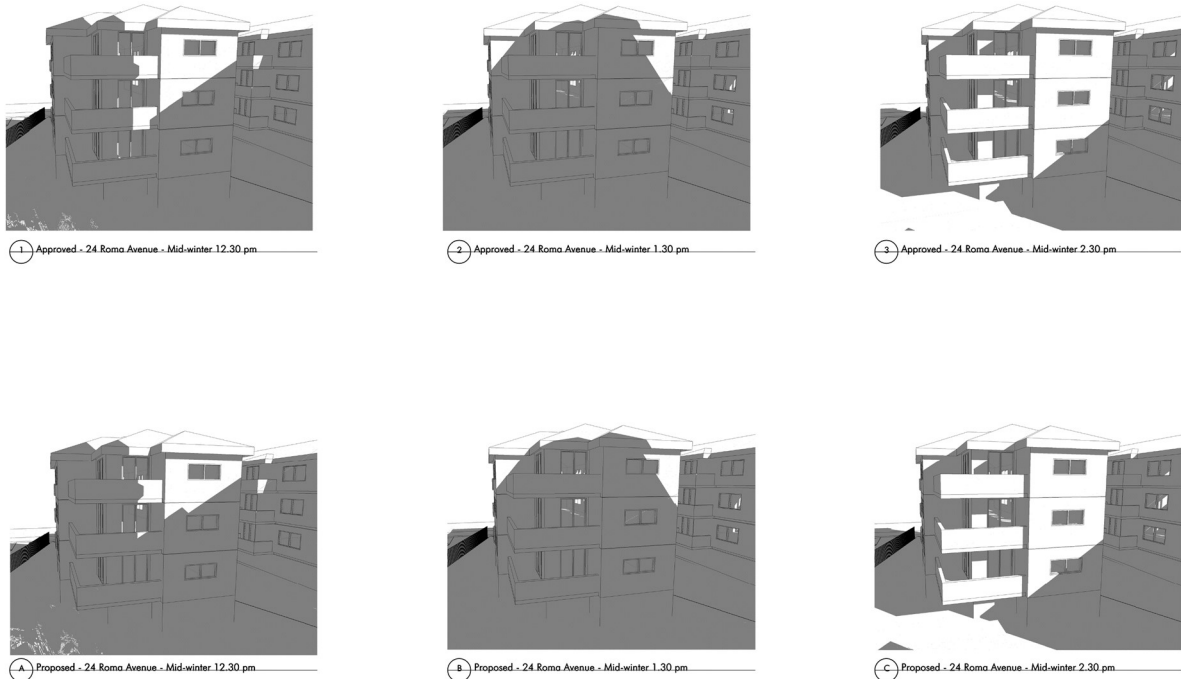 1 Approved - 24 Roma Avenue - Mid-winter 12.30 pm
2 Approved - 24 Roma Avenue - Mid-winter 1.30 pm
3 Approved - 24 Roma Avenue - Mid-winter 2.30 pm
A Proposed - 24 Roma Avenue - Mid-winter 12.30 pm
B Proposed - 24 Roma Avenue - Mid-winter 1.30 pm
C Proposed - 24 Roma Avenue - Mid-winter 2.30 pm